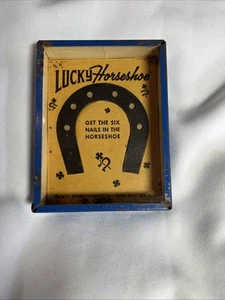 LUCKY Horseshoe
GET THE SIX
NAILS IN THE
HORSESHOE